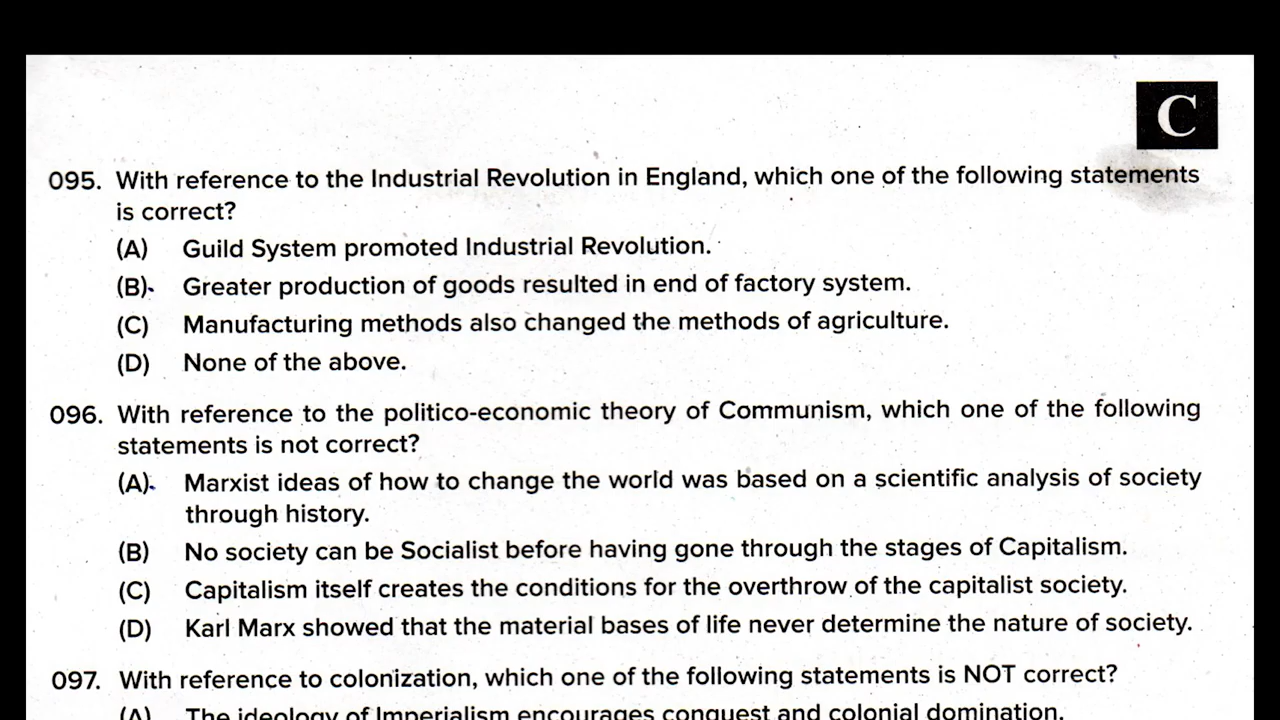 C
095. With reference to the Industrial Revolution in England, which one of the following statements
is correct?
(A) Guild System promoted Industrial Revolution.
(B) Greater production of goods resulted in end of factory system.
(C) Manufacturing methods also changed the methods of agriculture.
(D) None of the above.
096. With reference to the politico-economic theory of Communism, which one of the following
statements is not correct?
(A) Marxist ideas of how to change the world was based on a scientific analysis of society
through history.
(B) No society can be Socialist before having gone through the stages of Capitalism.
(C) Capitalism itself creates the conditions for the overthrow of the capitalist society.
(D) Karl Marx showed that the material bases of life never determine the nature of society.
097. With reference to colonization, which one of the following statements is NOT correct?
(A) The ideology of Imperialism encourages conquest and colonial domination.